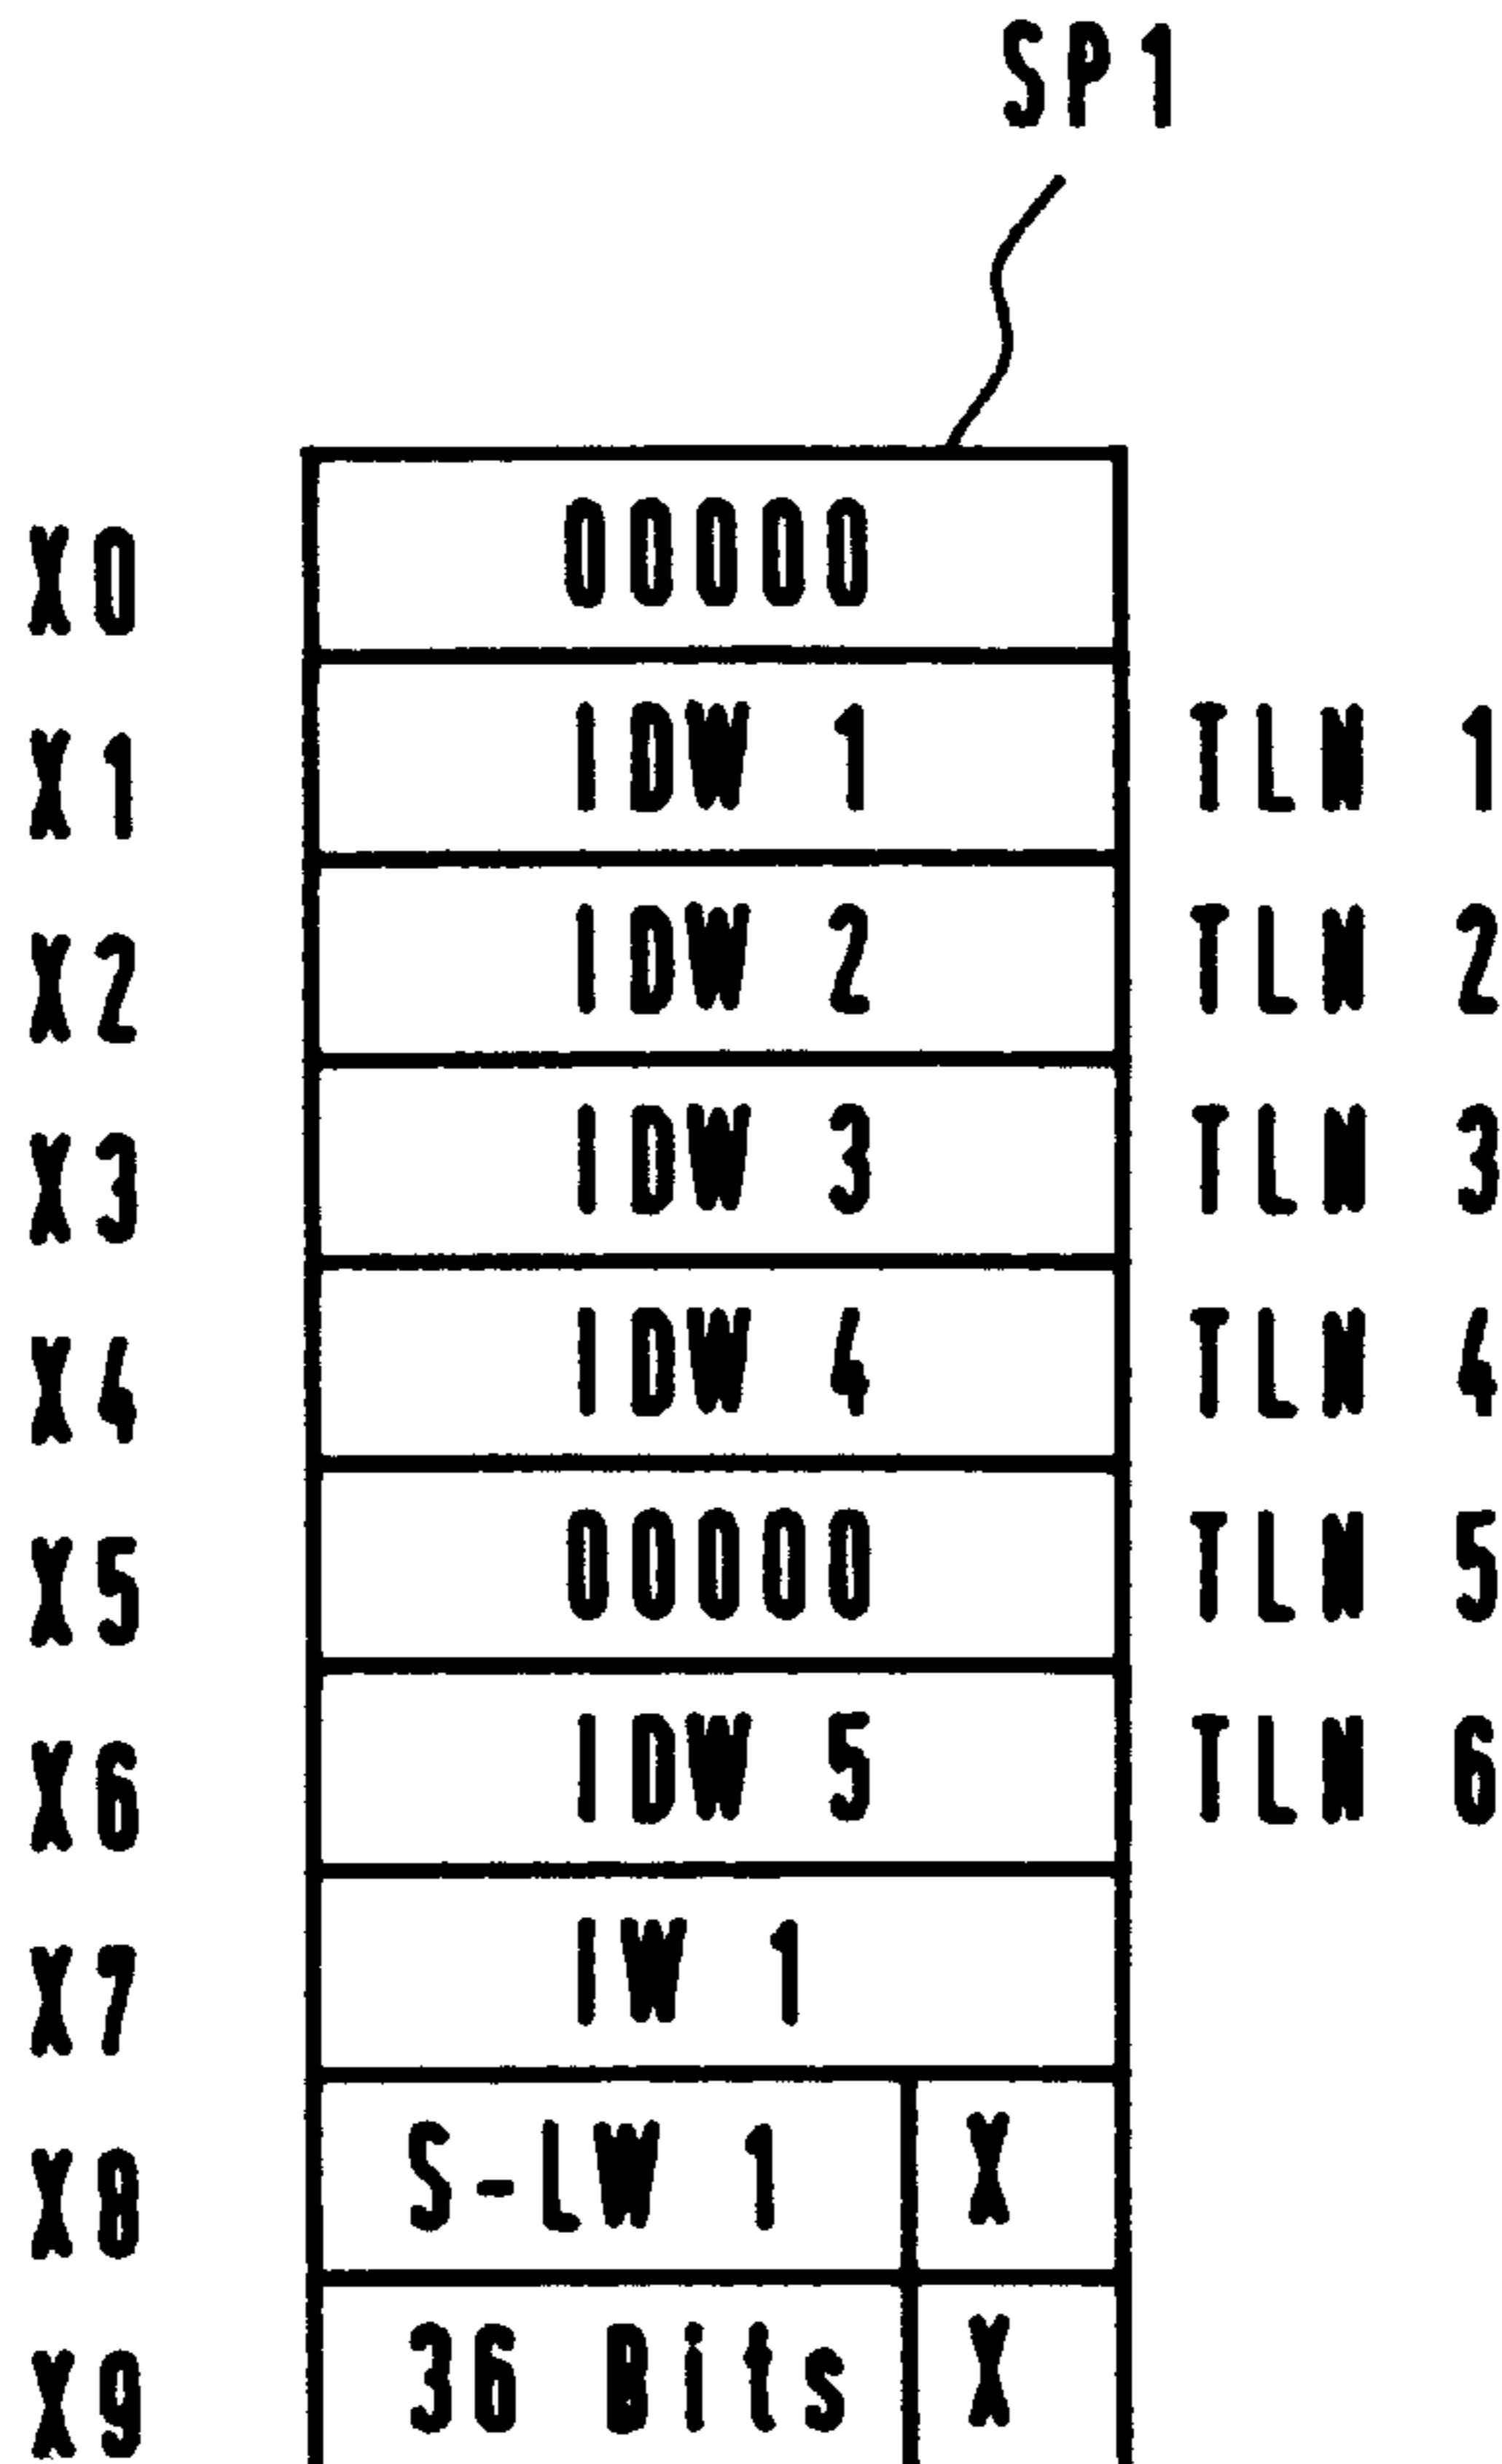 SP1
X0 00000
X1 IDW 1 TLN 1
X2 IDW 2 TLN 2
X3 IDW 3 TLN 3
X4 IDW 4 TLN 4
X5 00000 TLN 5
X6 IDW 5 TLN 6
X7 IW 1
X8 S-LW 1 X
X9 36 Bits X